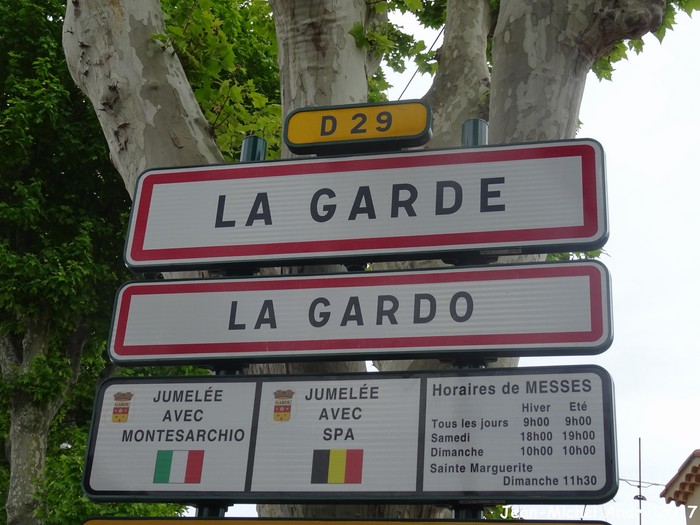 D 29
LA GARDE
LA GARDO
JUMELÉE
AVEC
MONTESARCHIO
JUMELÉE
AVEC
SPA
Horaires de MESSES
Hiver Eté
Tous les jours 9h00 9h00
Samedi 18h00 19h00
Dimanche 10h00 10h00
Sainte Marguerite
Dimanche 11h30